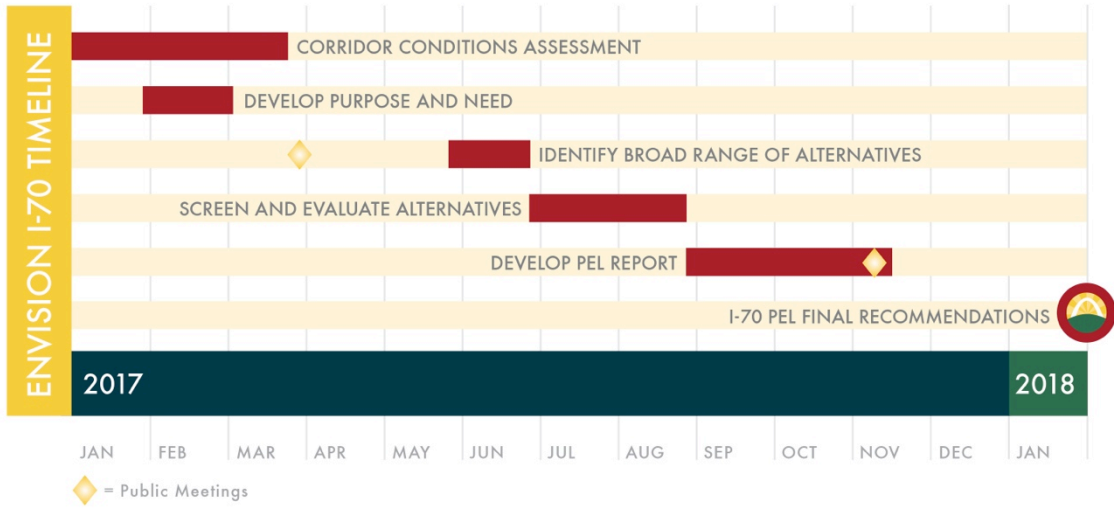 ENVISION I-70 TIMELINE
CORRIDOR CONDITIONS ASSESSMENT
DEVELOP PURPOSE AND NEED
IDENTIFY BROAD RANGE OF ALTERNATIVES
SCREEN AND EVALUATE ALTERNATIVES
DEVELOP PEL REPORT
I-70 PEL FINAL RECOMMENDATIONS
2017 2018
JAN FEB MAR APR MAY JUN JUL AUG SEP OCT NOV DEC JAN
= Public Meetings